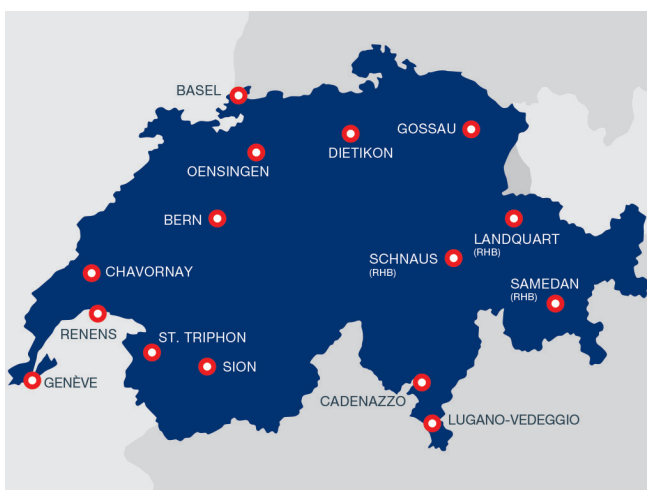 BASEL
GOSSAU
DIETIKON
OENSINGEN
BERN
LANDQUART
(RHB)
SCHNAUS
(RHB)
CHAVORNAY
SAMEDAN
(RHB)
RENENS
ST. TRIPHON
SION
GENÈVE
CADENAZZO
LUGANO-VEDEGGIO